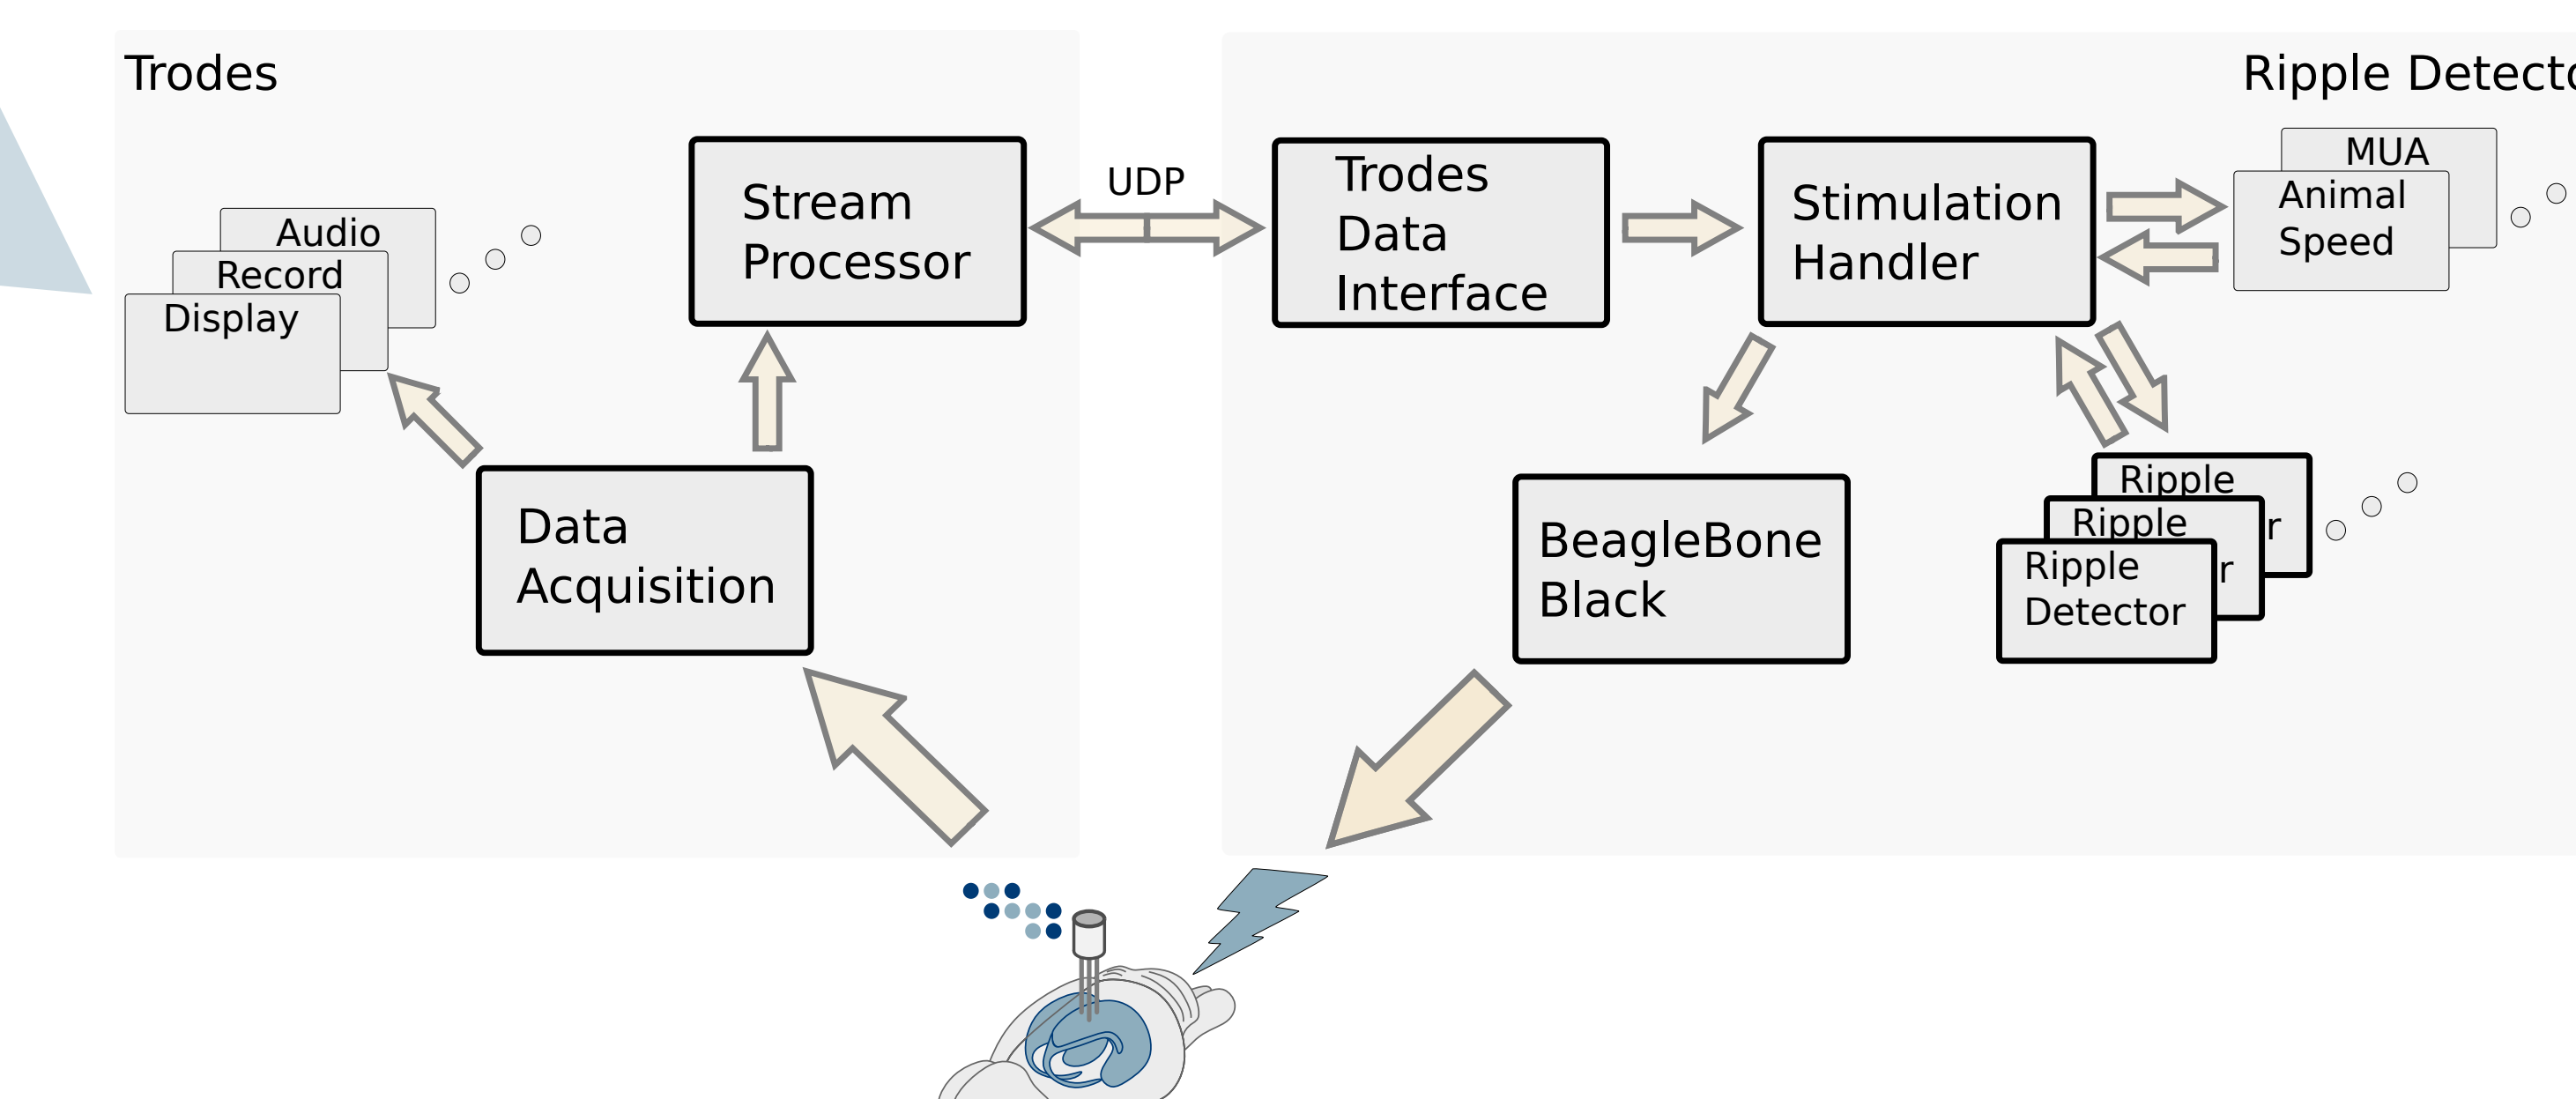 Trodes
Audio
Record
Display
Stream
Processor
Data
Acquisition
UDP
Ripple Detecto
Trodes
Data
Interface
Stimulation
Handler
MUA
Animal
Speed
BeagleBone
Black
Ripple
r
Ripple
r
Ripple
Detector